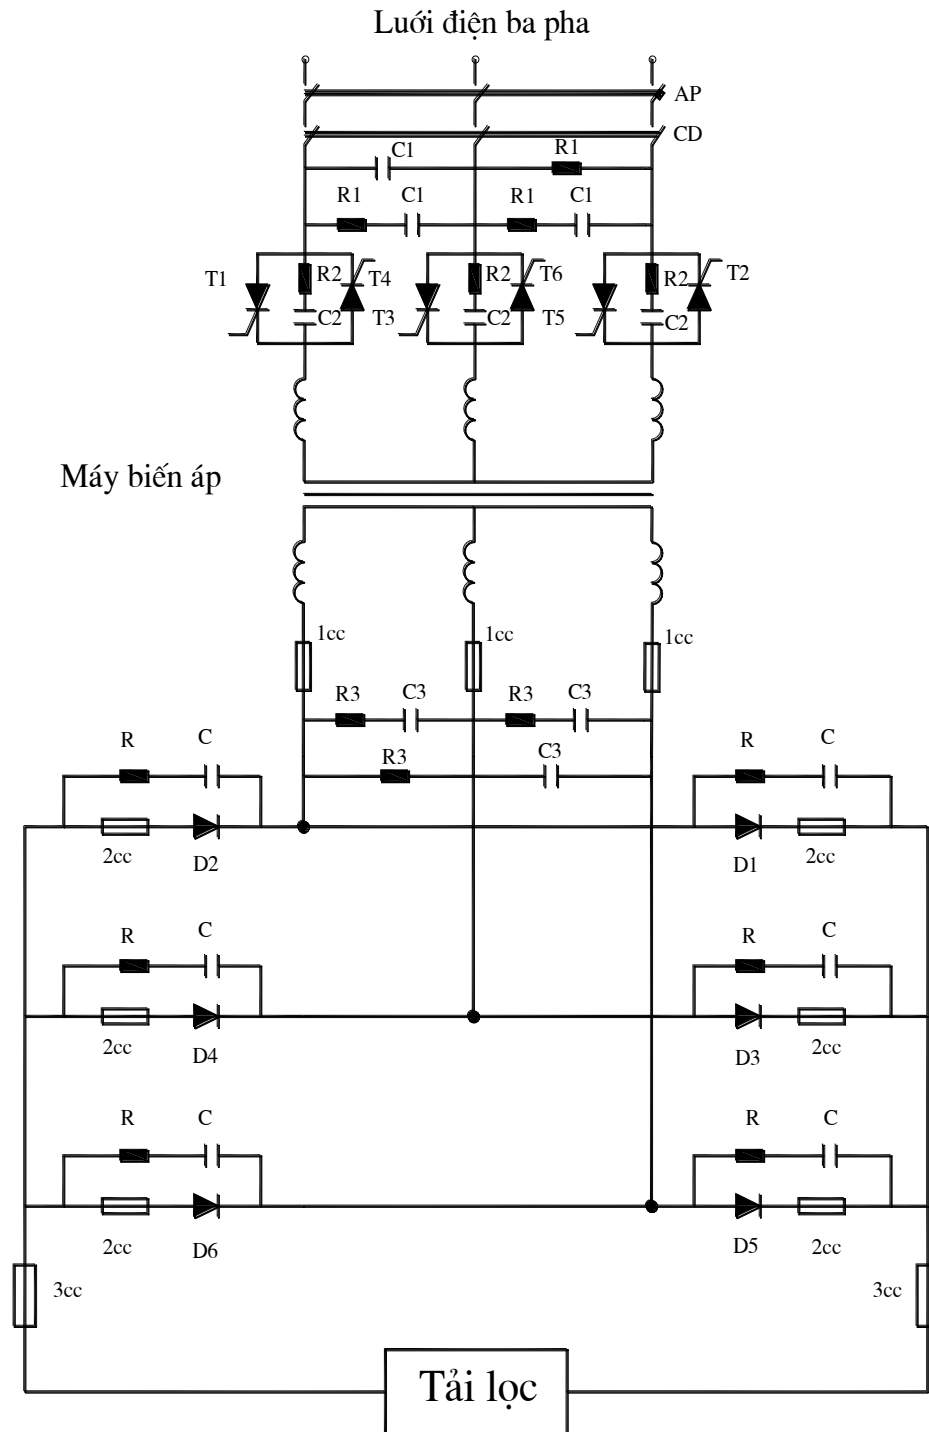 Luưới điện ba pha
AP
CD
C1 R1
R1 C1 R1 C1
T1 R2 T4 R2 T6 R2 T2
C2 T3 C2 T5 C2
Máy biến áp
1cc 1cc 1cc
R3 C3 R3 C3
R C R3 C3 R C
2cc D2 D1 2cc
R C R C
2cc D4 D3 2cc
R C R C
2cc D6 D5 2cc
3cc 3cc
Tải lọc